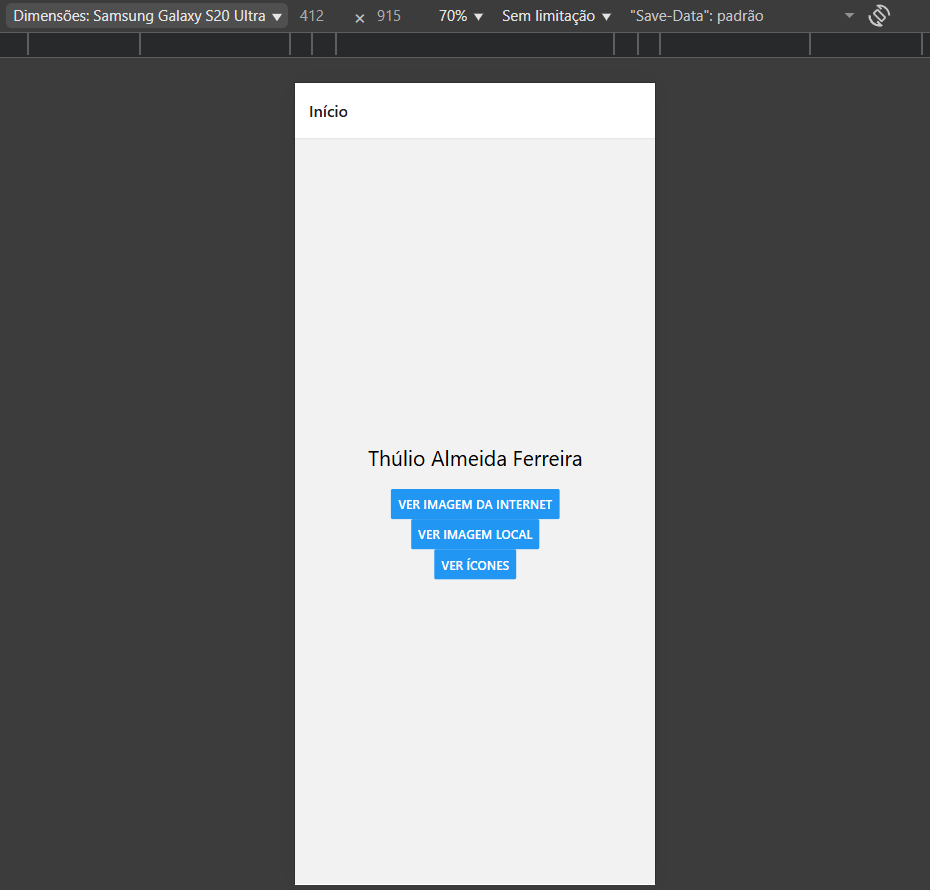 Dimensões: Samsung Galaxy S20 Ultra ▼ 412 × 915 70% ▼ Sem limitação ▼ "Save-Data": padrão
Início
Thúlio Almeida Ferreira
VER IMAGEM DA INTERNET
VER IMAGEM LOCAL
VER ÍCONES